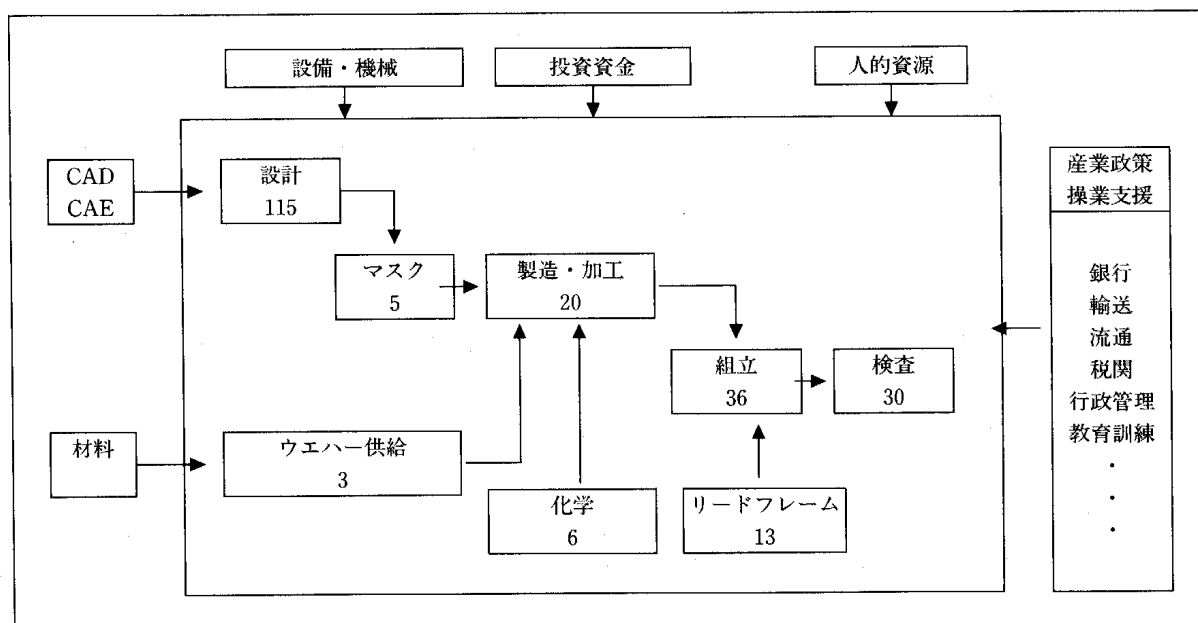 設備・機械
投資資金
人的資源
CAD
CAE
設計
115
産業政策
操業支援
マスク
5
製造・加工
20
銀行
輸送
流通
税関
行政管理
教育訓練
・
・
・
組立
36
検査
30
材料
ウエハー供給
3
化学
6
リードフレーム
13